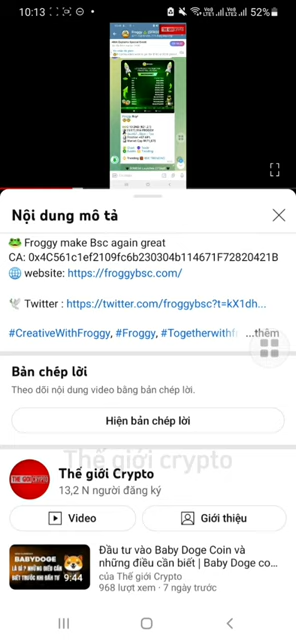 10:13
52%
Nội dung mô tả
🐸 Froggy make Bsc again great
CA: 0x4C561c1ef2109fc6b230304b114671F72820421B
🌐 website: https://froggybsc.com/
🕊 Twitter : https://twitter.com/froggybsc?t=kX1dh...
#CreativeWithFroggy, #Froggy, #Togetherwithfr ...thêm
Bản chép lời
Theo dõi nội dung video bằng bản chép lời.
Hiện bản chép lời
Thế giới crypto
THE GIOI CRYPTO
Thế giới Crypto
13,2 N người đăng ký
Video
Giới thiệu
BABYDOGE
9:44
Đầu tư vào Baby Doge Coin và
những điều cần biết | Baby Doge co...
của Thế giới Crypto
968 lượt xem · 7 ngày trước